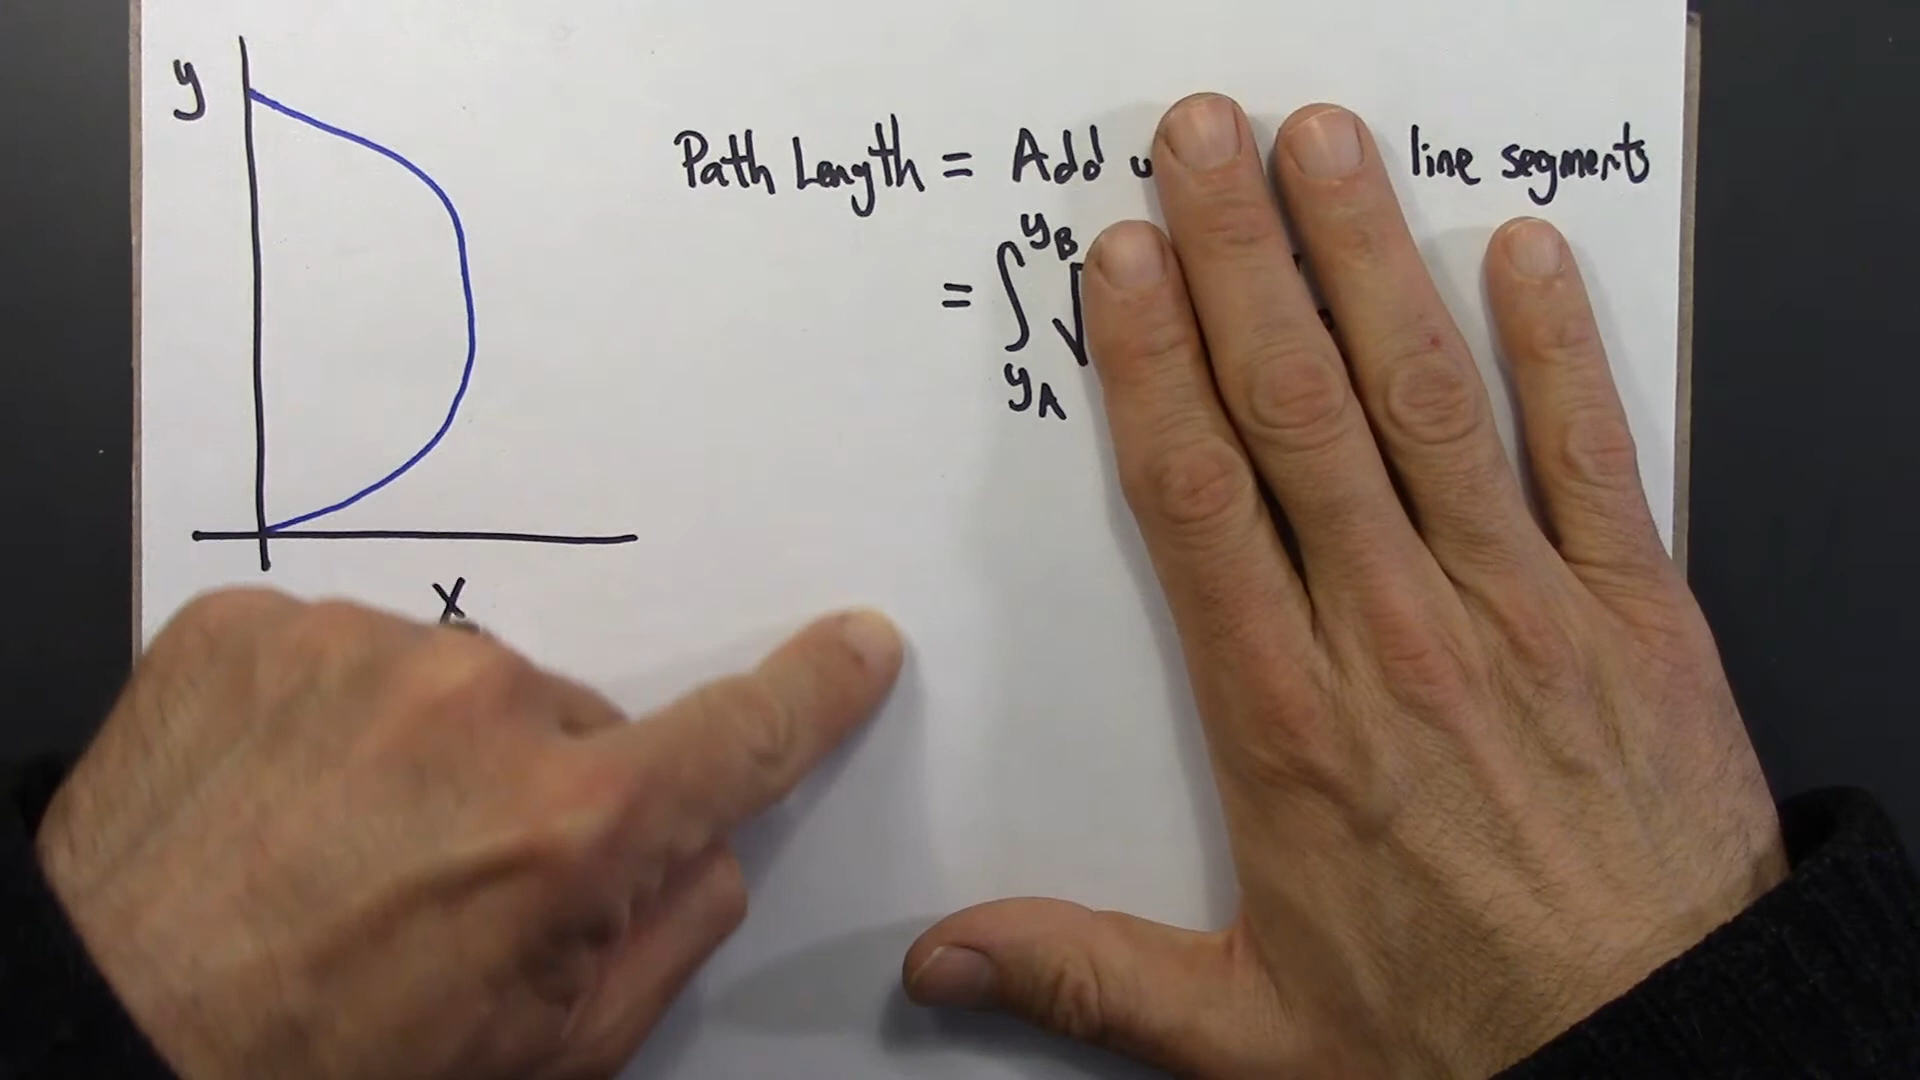 y
Path Length = Add line segments
= ∫ y_B √
y_A
x